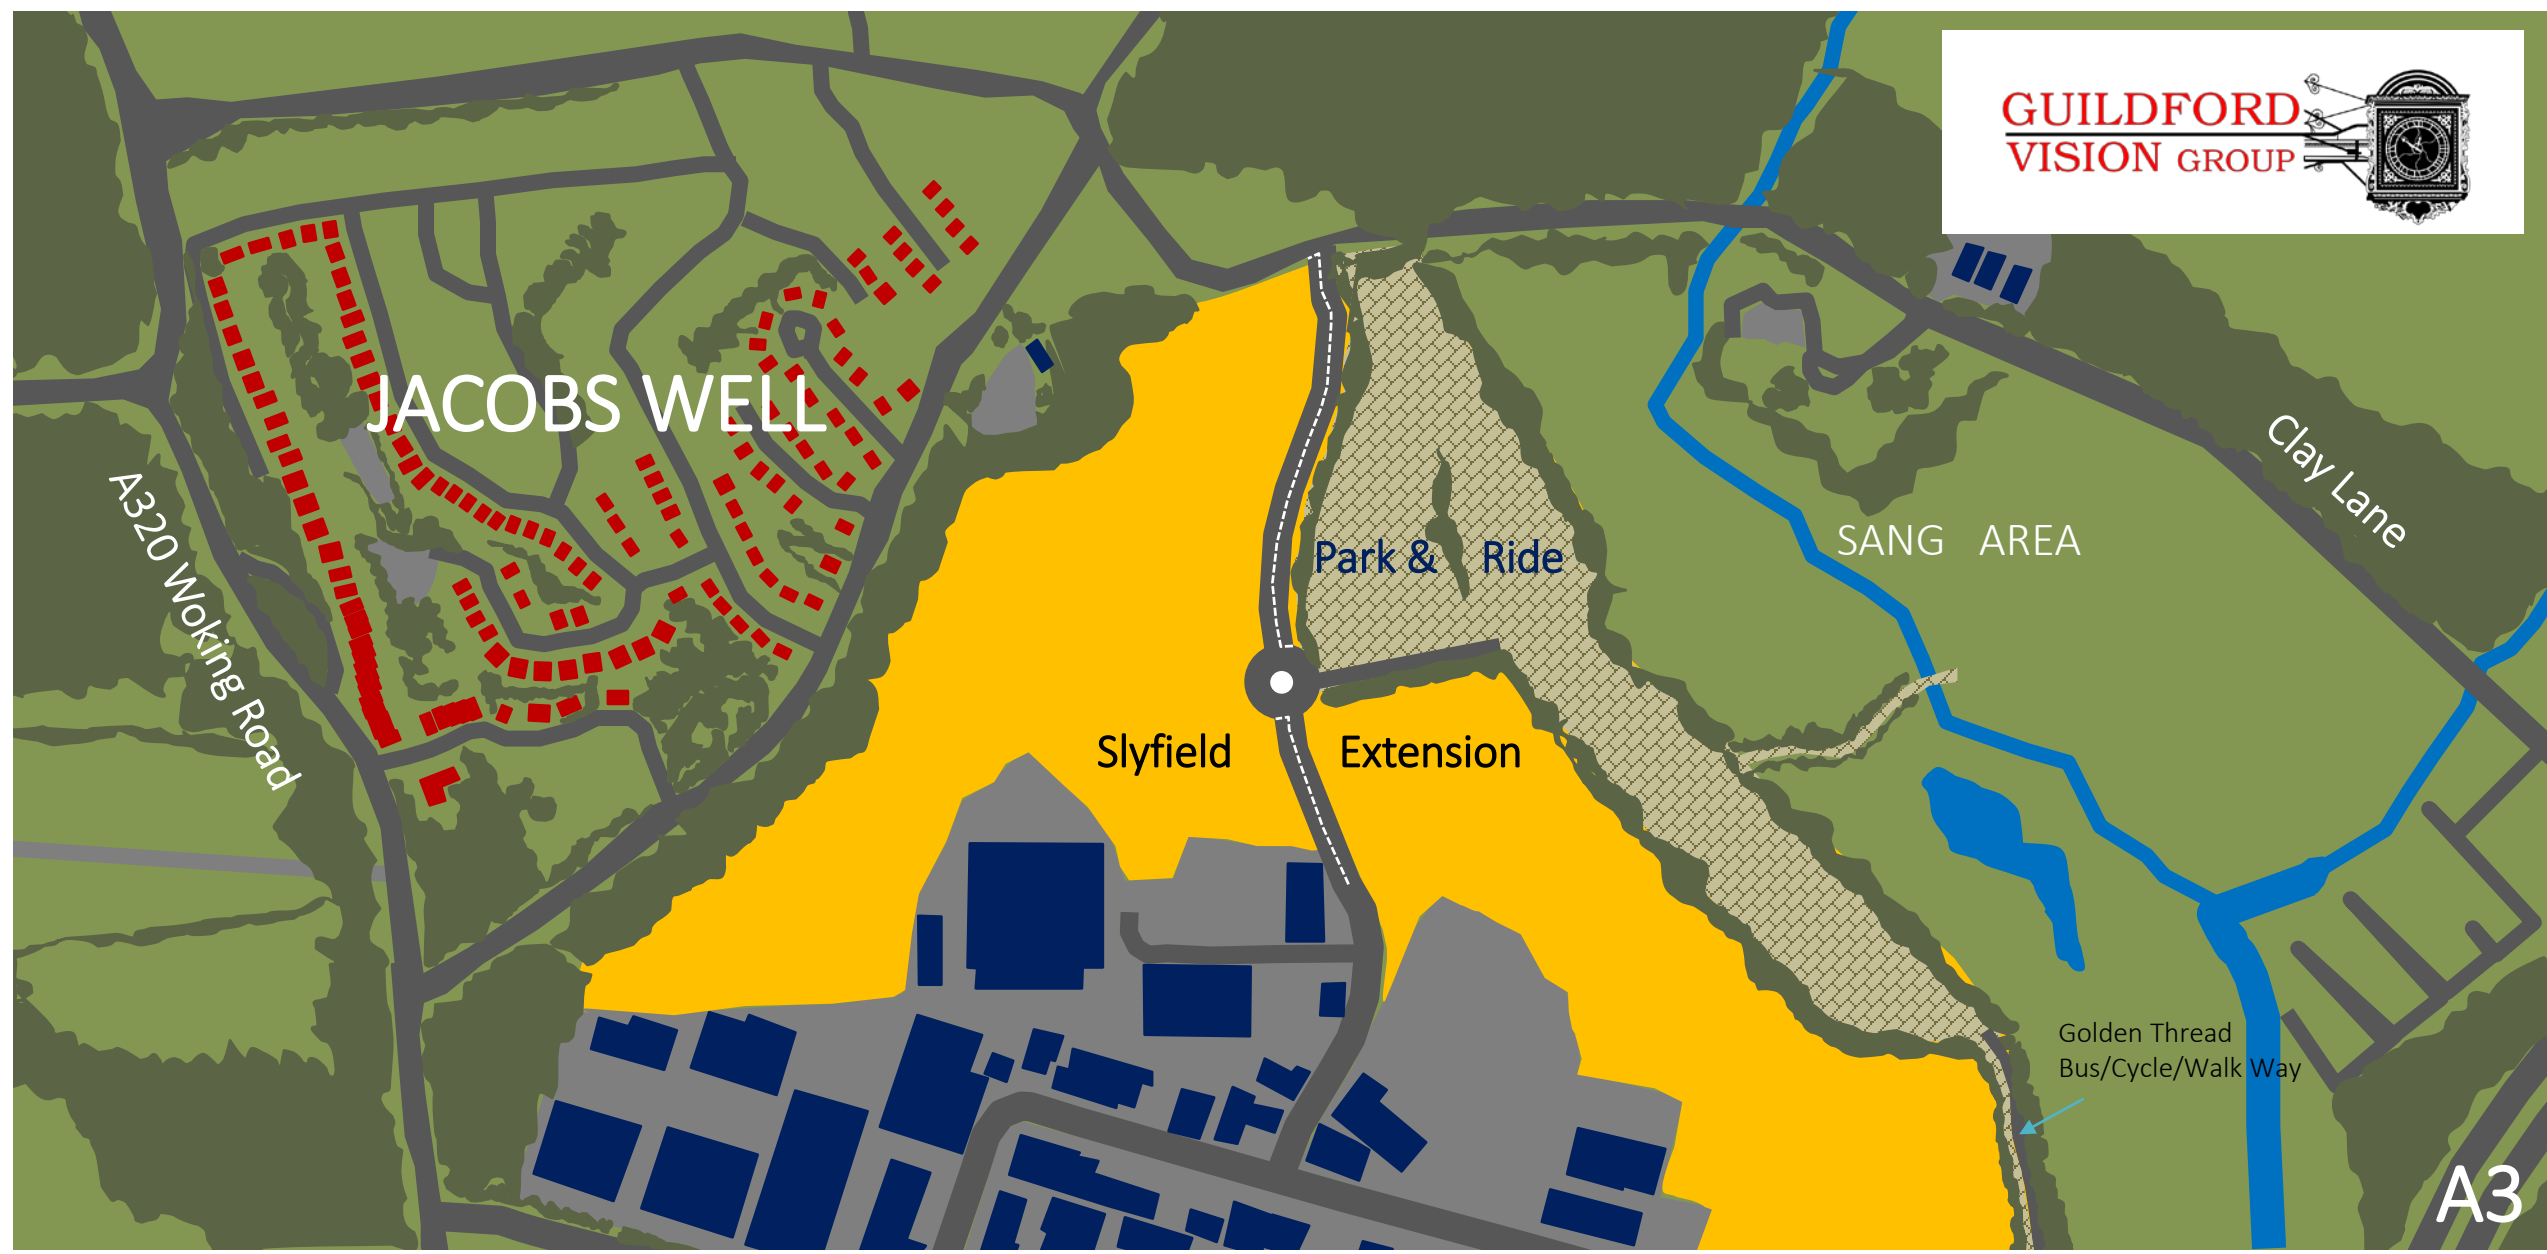 GUILDFORD
VISION GROUP
JACOBS WELL
A320 Woking Road
Clay Lane
SANG AREA
Park & Ride
Slyfield Extension
Golden Thread
Bus/Cycle/Walk Way
A3